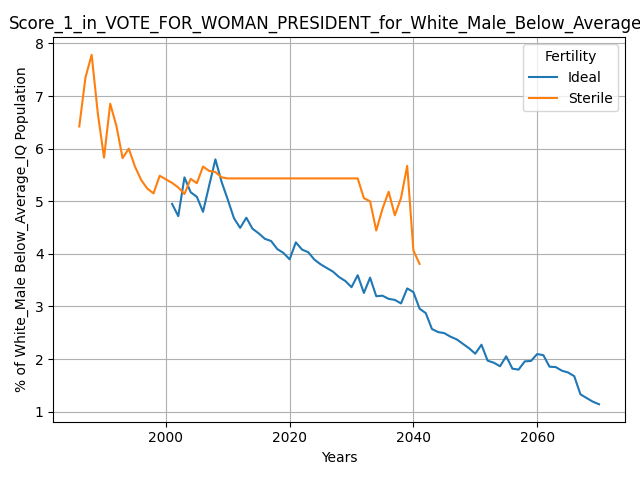 Score_1_in_VOTE_FOR_WOMAN_PRESIDENT_for_White_Male_Below_Average
% of White_Male Below_Average_IQ Population
8
7
6
5
4
3
2
1
Fertility
Ideal
Sterile
2000
2020
2040
2060
Years